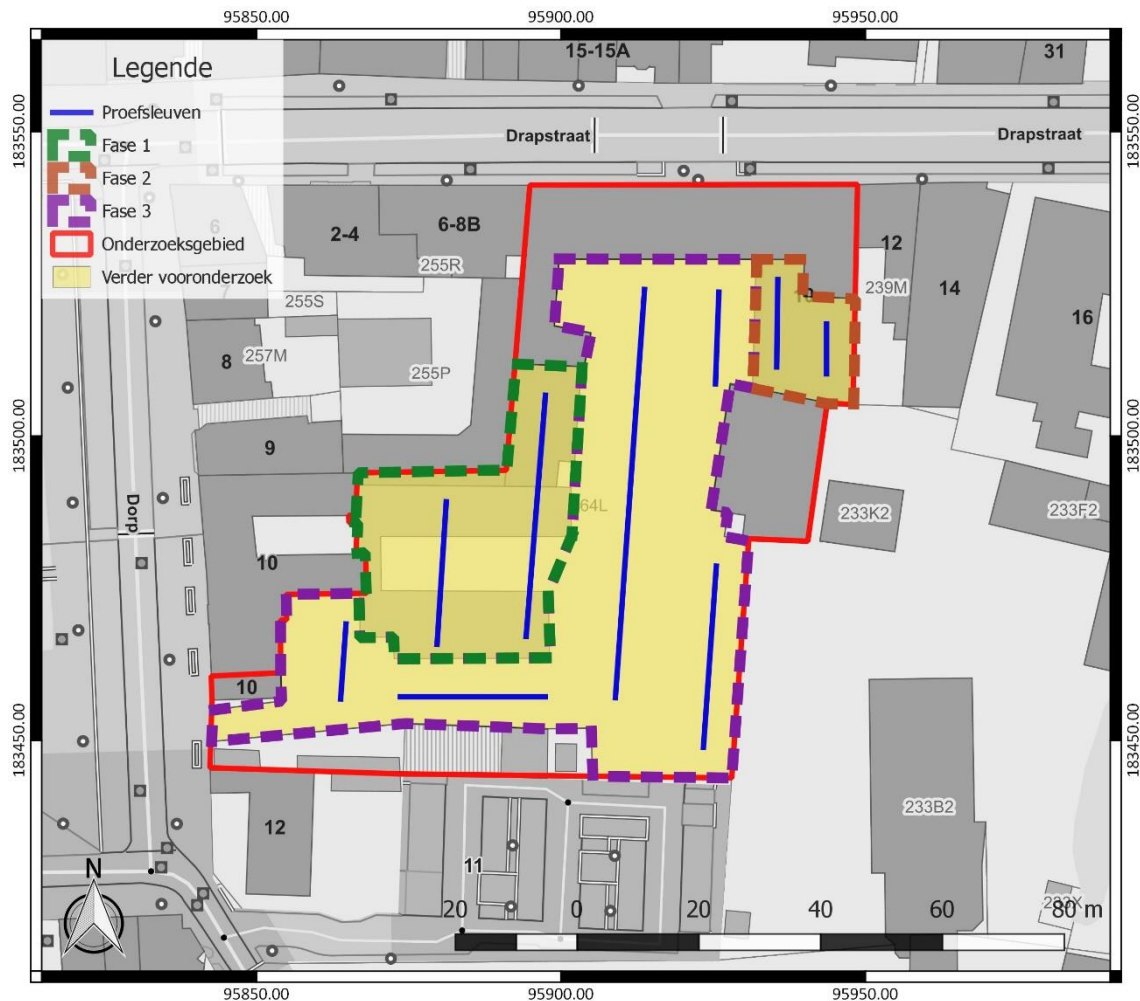 95850.00 95900.00 95950.00
15-15A
31
Legende
Proefsleuven
Fase 1
Fase 2
Fase 3
Onderzoeksgebied
Verder vooronderzoek
183550.00
183550.00
Drapstraat
Drapstraat
6
2-4
6-8B
12
255R
239M
14
7
255S
16
8
257M
255P
183500.00
183500.00
9
64L
Dorp
233K2
233F2
10
10
183450.00
183450.00
12
11
233B2
N
20 0 20 40 60 80 m
95850.00 95900.00 95950.00